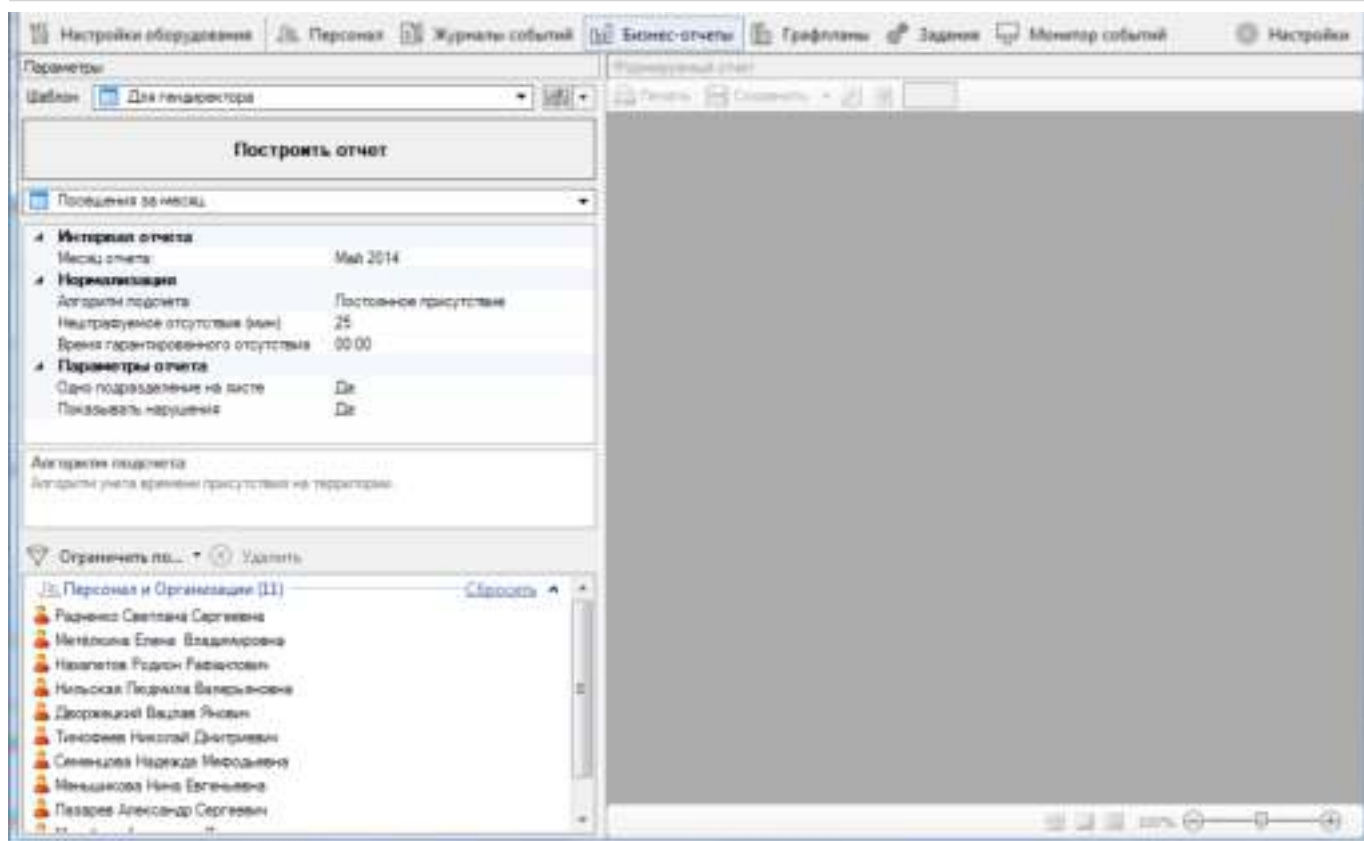 Настройки оборудования Персонал Журналы событий Бизнес-отчеты Графпланы Задания Монитор событий Настройки
Параметры
Формируемый отчет
Шаблон Для гендиректора
Печать Сохранить
Построить отчет
Посещения за месяц
Интервал отчета
Месяц отчета Май 2014
Нормализация
Алгоритм подсчета Постоянное присутствие
Нештрафуемое отсутствие (мин) 25
Время гарантированного отсутствия 00:00
Параметры отчета
Одно подразделение на листе Да
Показывать нарушения Да
Алгоритм подсчета
Алгоритм учета времени присутствия на территории.
Ограничить по... Удалить
Персонал и Организации (11) Сбросить
Радченко Светлана Сергеевна
Метёлкина Елена Владимировна
Нахапетов Родион Рафаилович
Нильская Людмила Валерьяновна
Дворжецкий Вацлав Янович
Тимофеев Николай Дмитриевич
Семенцова Надежда Мефодьевна
Меньшикова Нина Евгеньевна
Лазарев Александр Сергеевич
100%